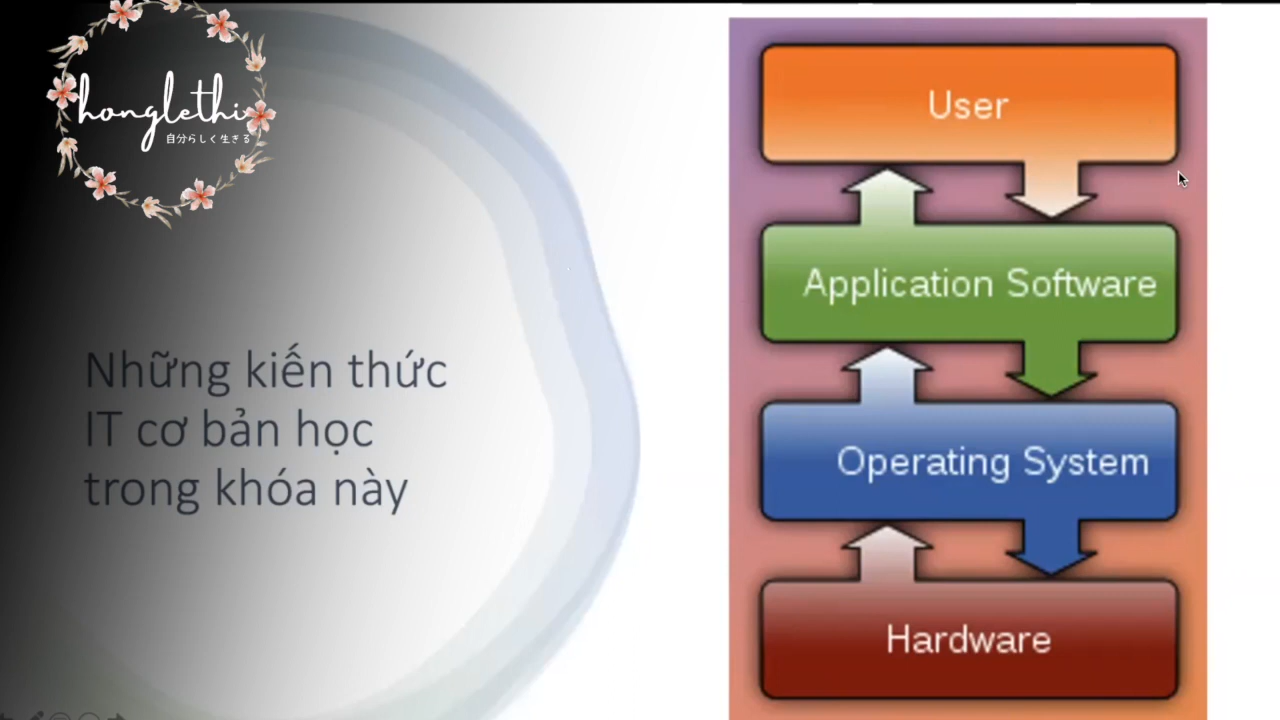 honglethi
自分らしく生きる
Những kiến thức
IT cơ bản học
trong khóa này
User
Application Software
Operating System
Hardware